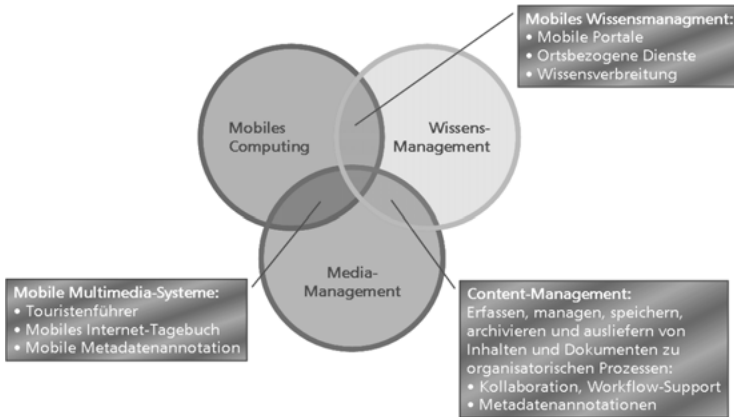 Mobiles Wissensmanagment:
• Mobile Portale
• Ortsbezogene Dienste
• Wissensverbreitung
Mobiles
Computing
Wissens-
Management
Media-
Management
Mobile Multimedia-Systeme:
• Touristenführer
• Mobiles Internet-Tagebuch
• Mobile Metadatenannotation
Content-Management:
Erfassen, managen, speichern,
archivieren und ausliefern von
Inhalten und Dokumenten zu
organisatorischen Prozessen:
• Kollaboration, Workflow-Support
• Metadatenannotationen